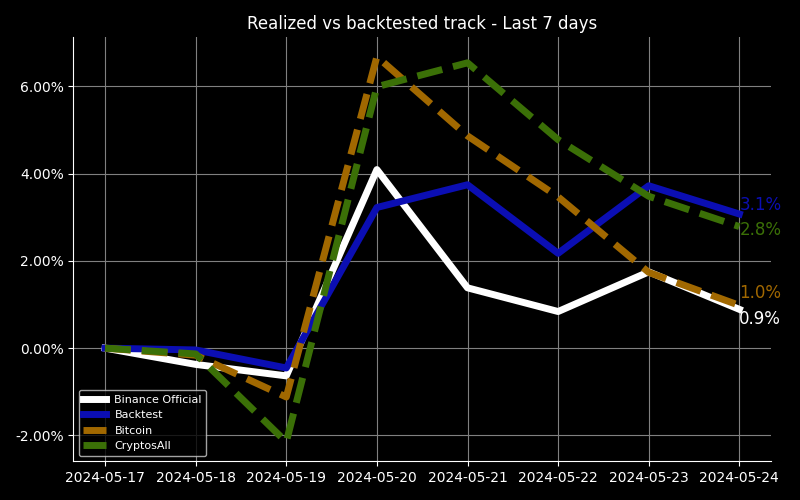 Realized vs backtested track - Last 7 days
6.00%
4.00%
2.00%
0.00%
-2.00%
3.1%
2.8%
1.0%
0.9%
Binance Official
Backtest
Bitcoin
CryptosAll
2024-05-17 2024-05-18 2024-05-19 2024-05-20 2024-05-21 2024-05-22 2024-05-23 2024-05-24